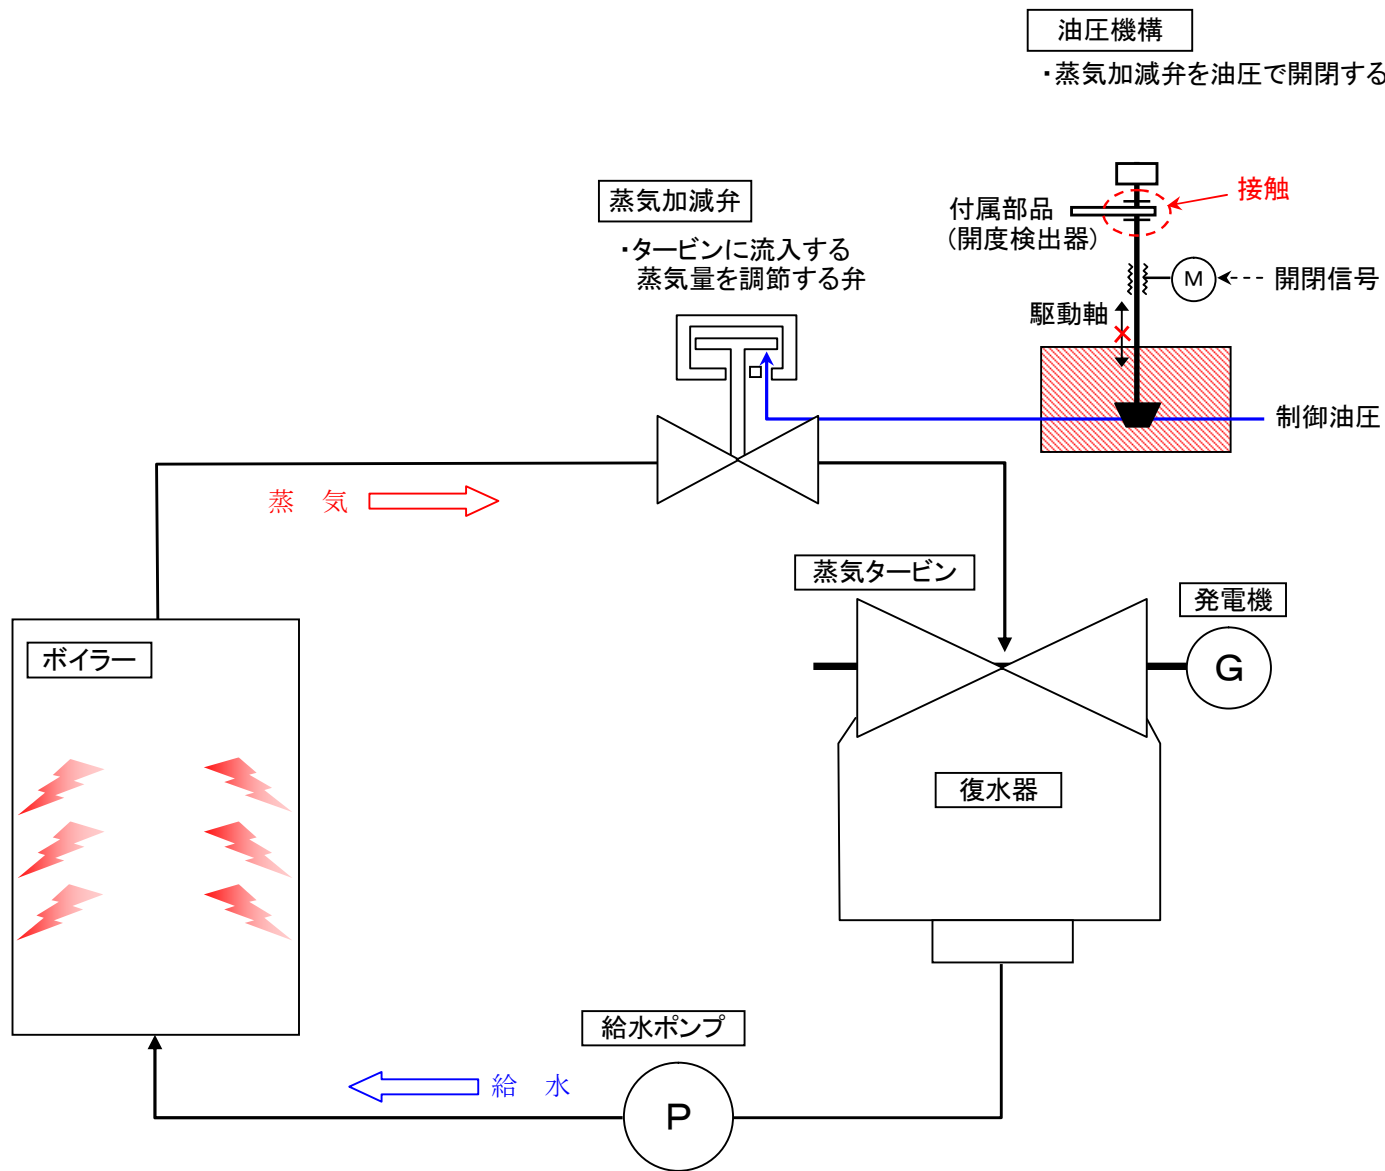 油圧機構
・蒸気加減弁を油圧で開閉する
蒸気加減弁
・タービンに流入する
蒸気量を調節する弁
付属部品
(開度検出器)
接触
M
開閉信号
駆動軸
制御油圧
蒸 気
蒸気タービン
発電機
G
ボイラー
復水器
給水ポンプ
P
給 水